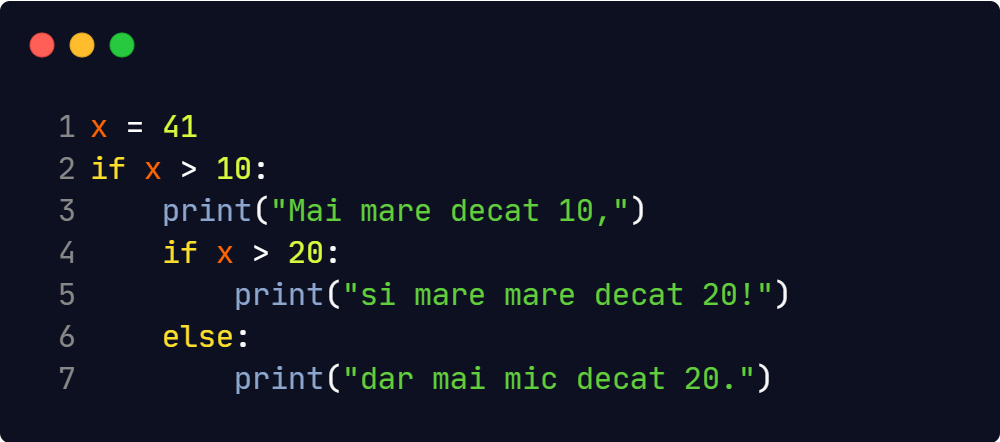 1 x = 41
2 if x > 10:
3     print("Mai mare decat 10,")
4     if x > 20:
5         print("si mare mare decat 20!")
6     else:
7         print("dar mai mic decat 20.")